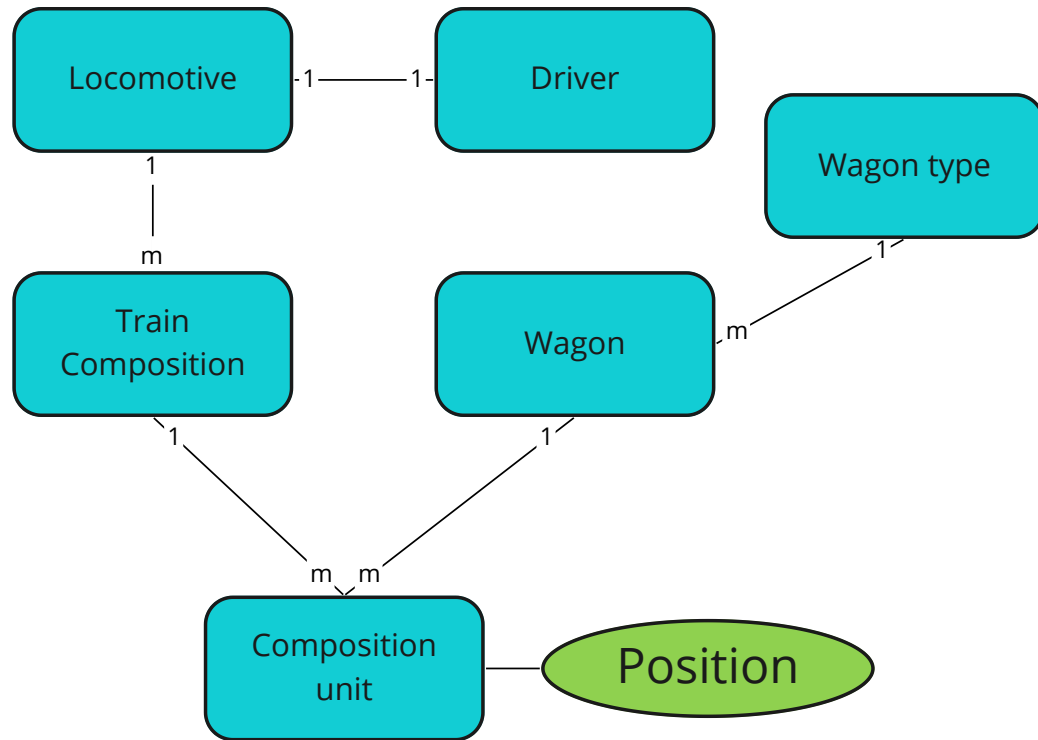 Locomotive
1
1
Driver
Wagon type
1
m
1
m
Train
Composition
Wagon
1
1
m
m
Composition
unit
Position